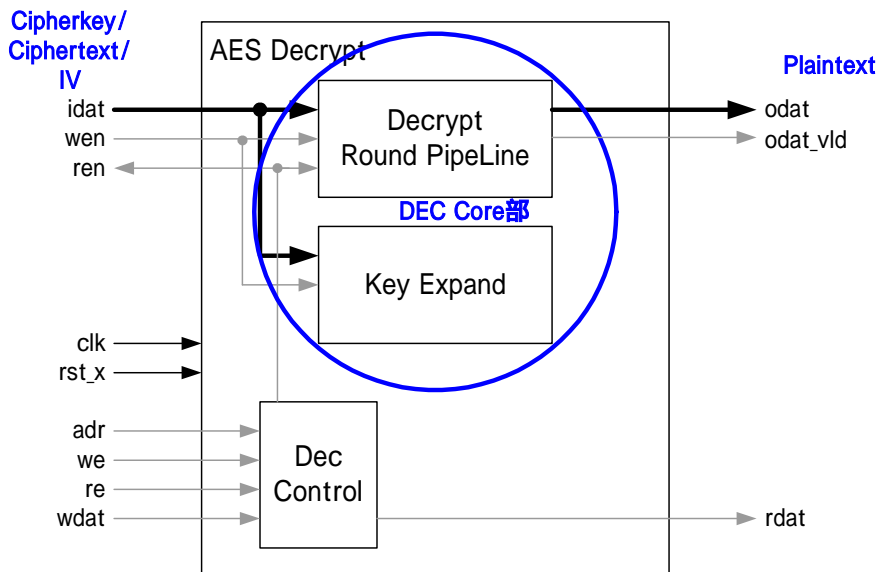 Cipherkey/
Ciphertext/
IV
AES Decrypt
Plaintext
idat
wen
ren
Decrypt
Round PipeLine
odat
odat_vld
DEC Core部
Key Expand
clk
rst_x
adr
we
re
wdat
Dec
Control
rdat